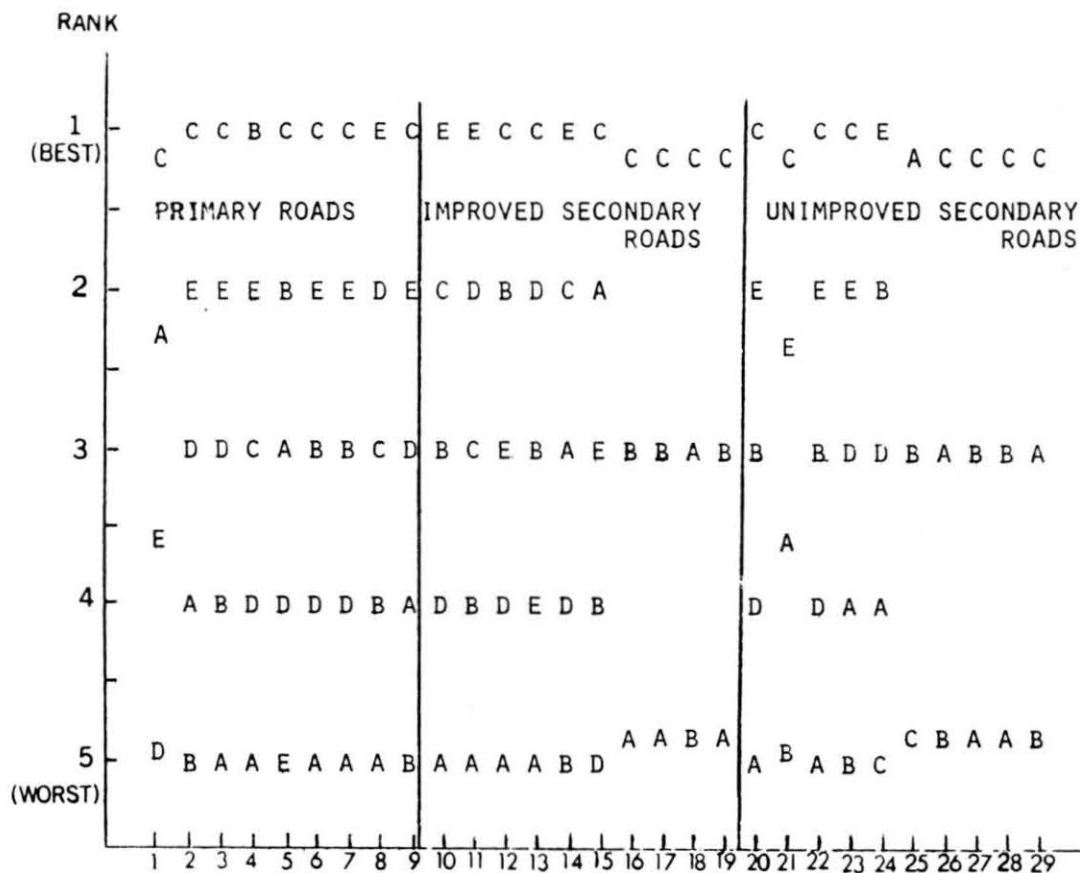 RANK
1 C C B C C C E C E E C C E C C C C E
(BEST) C C C C C C A C C C C
PRIMARY ROADS IMPROVED SECONDARY UNIMPROVED SECONDARY
ROADS ROADS
2 E E E B E E D E C D B D C A E E E B
A E
3 D D C A B B C D B C E B A E B B A B B B D D B A B B A
E A
4 A B D D D D B A D B D E D B D D A A
D A A B A B C B A A B
5 B A A E A A A B A A A A B D A A B C
(WORST)
1 2 3 4 5 6 7 8 9 10 11 12 13 14 15 16 17 18 19 20 21 22 23 24 25 26 27 28 29